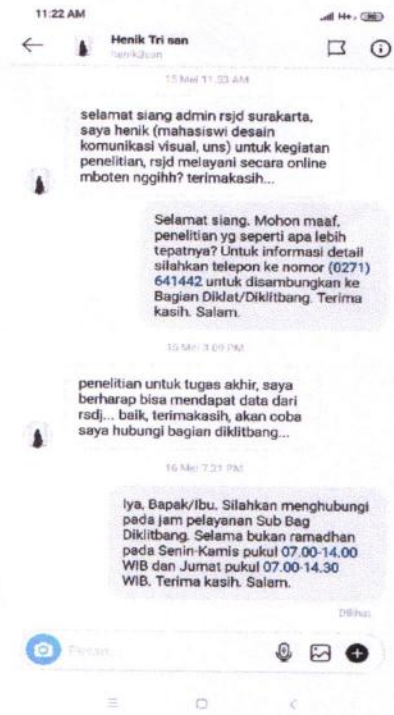 11:22 AM
Henik Tri san
15 Mei 11.53 AM
selamat siang admin rsjd surakarta,
saya henik (mahasiswi desain
komunikasi visual, uns) untuk kegiatan
penelitian, rsjd melayani secara online
mboten nggihh? terimakasih...
Selamat siang. Mohon maaf,
penelitian yg seperti apa lebih
tepatnya? Untuk informasi detail
silahkan telepon ke nomor (0271)
641442 untuk disambungkan ke
Bagian Diklat/Diklitbang. Terima
kasih. Salam.
15 Mei 3.09 PM
penelitian untuk tugas akhir, saya
berharap bisa mendapat data dari
rsdj... baik, terimakasih, akan coba
saya hubungi bagian diklitbang...
16 Mei 7.21 PM
Iya, Bapak/Ibu. Silahkan menghubungi
pada jam pelayanan Sub Bag
Diklitbang. Selama bukan ramadhan
pada Senin-Kamis pukul 07.00-14.00
WIB dan Jumat pukul 07.00-14.30
WIB. Terima kasih. Salam.
Dilihat